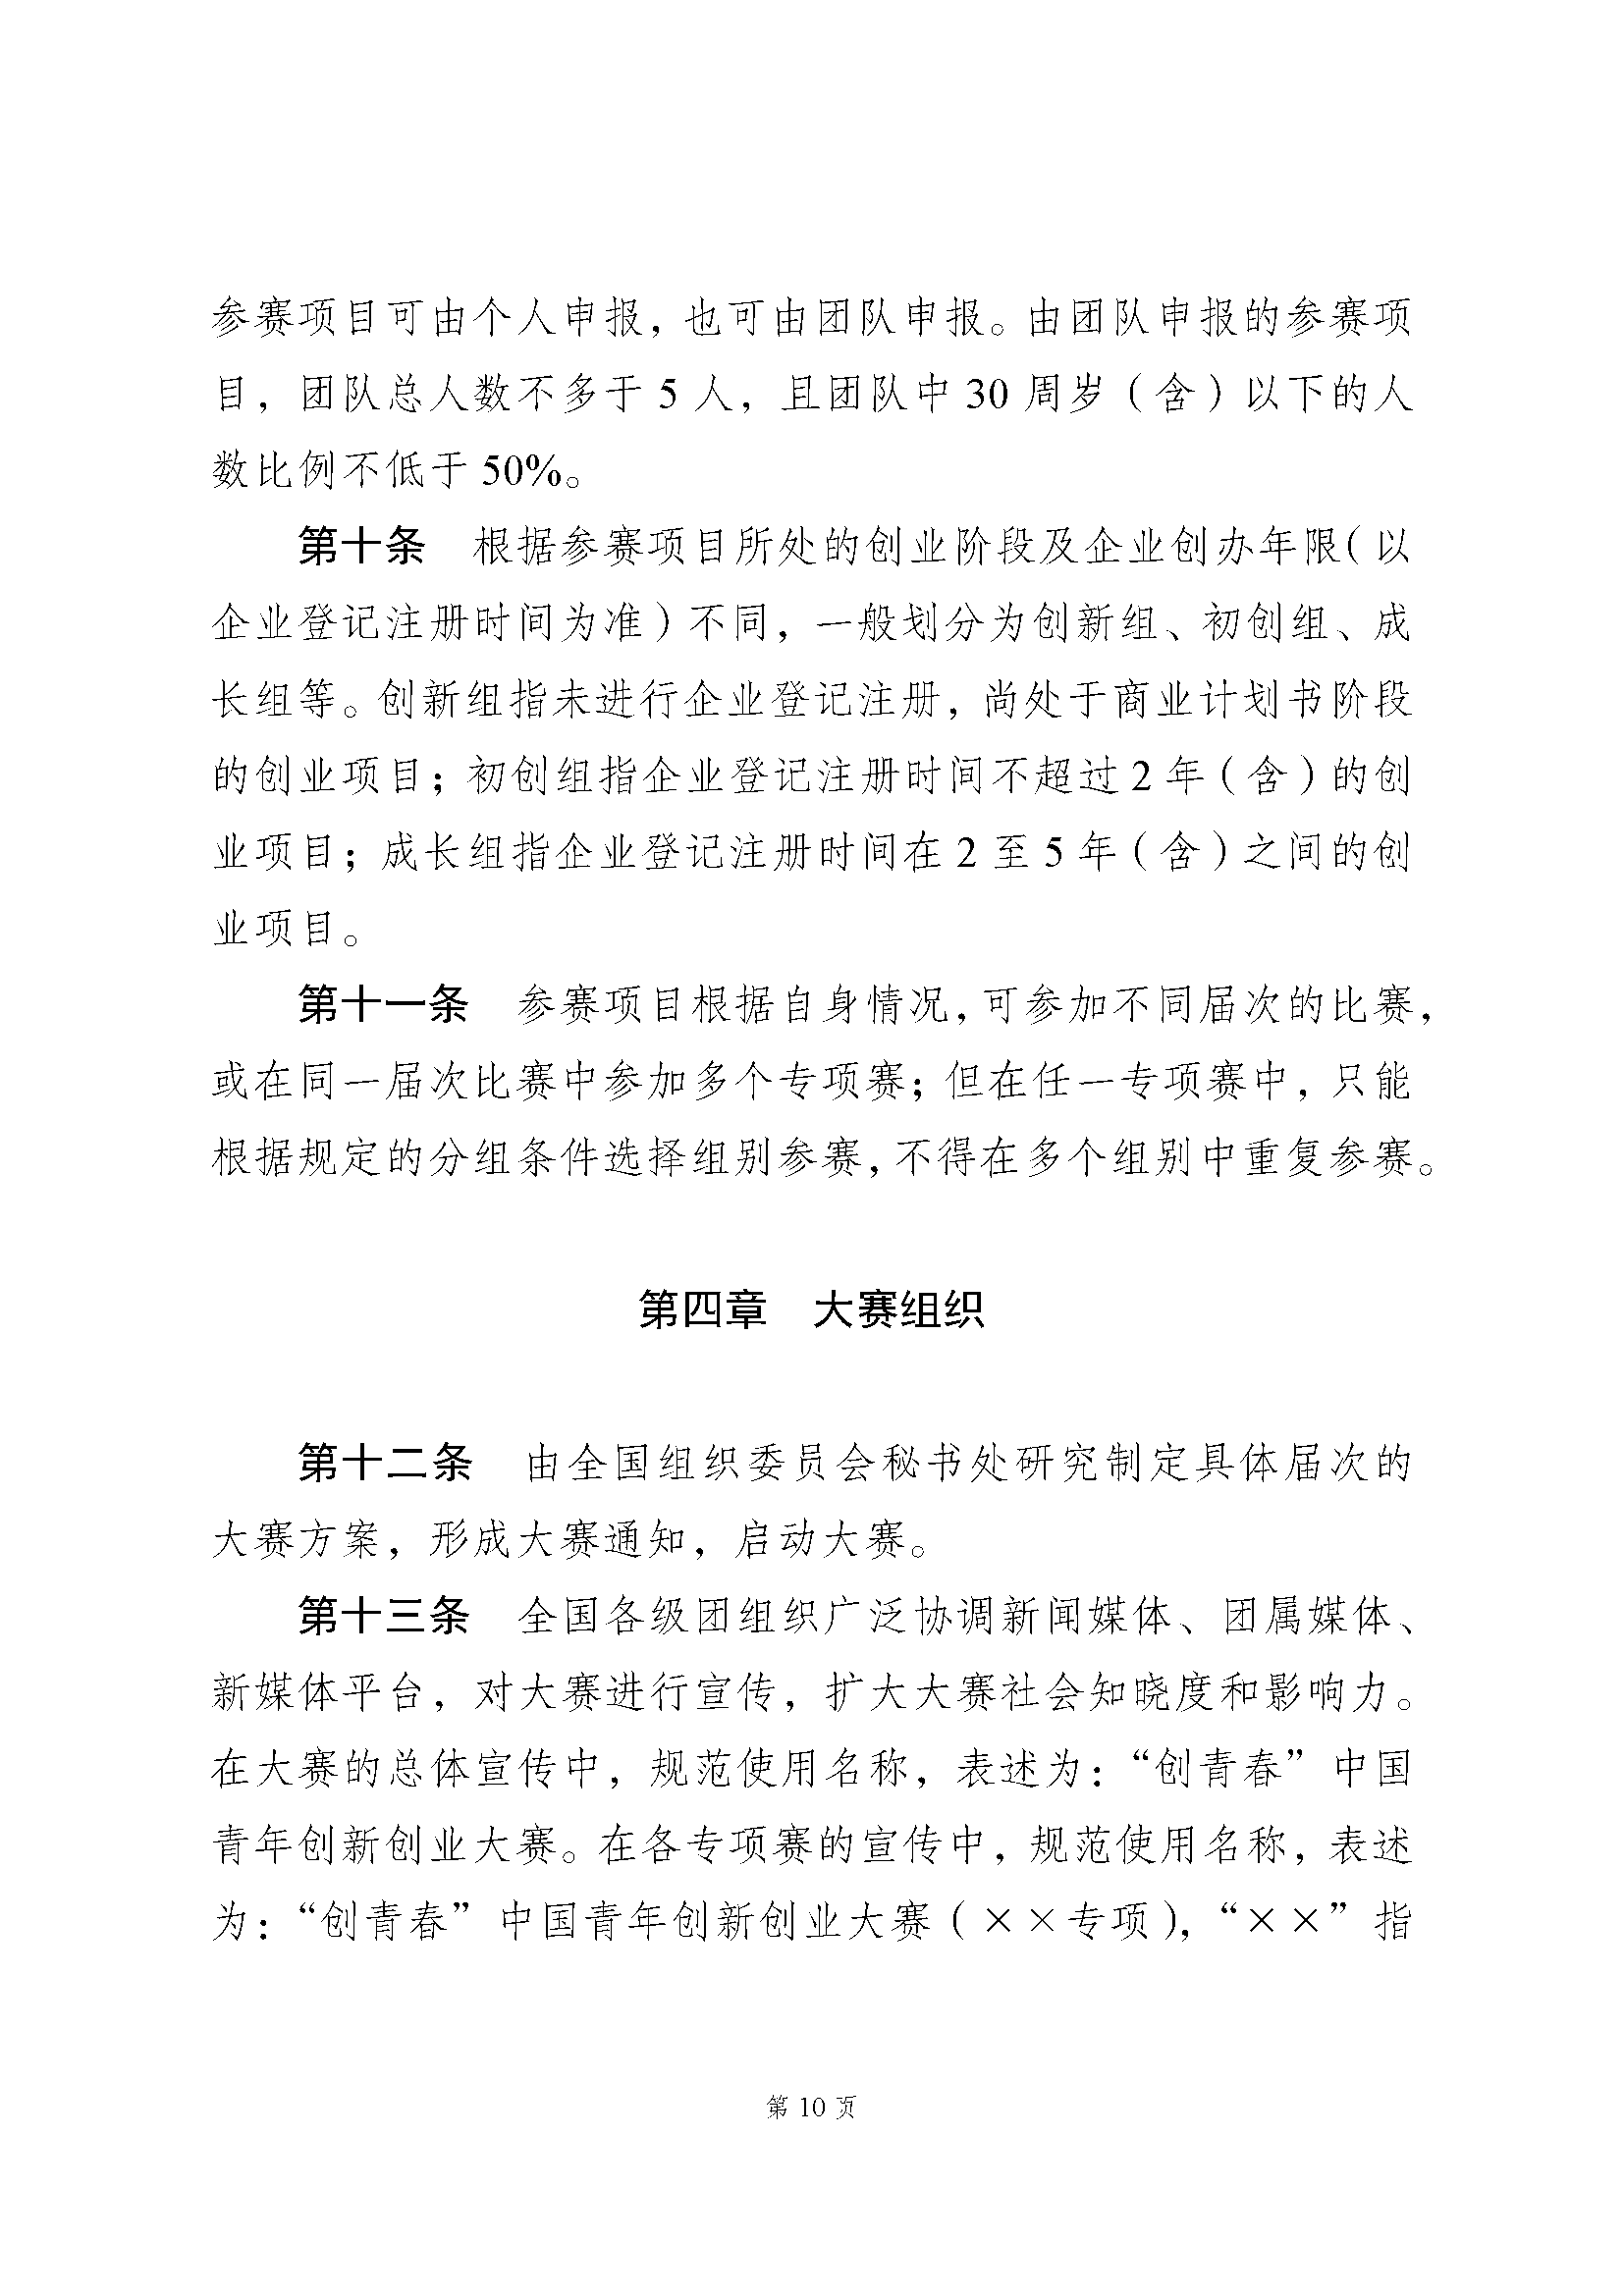 参赛项目可由个人申报，也可由团队申报。由团队申报的参赛项
目，团队总人数不多于 5 人，且团队中 30 周岁（含）以下的人
数比例不低于 50%。
第十条　根据参赛项目所处的创业阶段及企业创办年限（以
企业登记注册时间为准）不同，一般划分为创新组、初创组、成
长组等。创新组指未进行企业登记注册，尚处于商业计划书阶段
的创业项目；初创组指企业登记注册时间不超过 2 年（含）的创
业项目；成长组指企业登记注册时间在 2 至 5 年（含）之间的创
业项目。
第十一条　参赛项目根据自身情况，可参加不同届次的比赛，
或在同一届次比赛中参加多个专项赛；但在任一专项赛中，只能
根据规定的分组条件选择组别参赛，不得在多个组别中重复参赛。
第四章　大赛组织
第十二条　由全国组织委员会秘书处研究制定具体届次的
大赛方案，形成大赛通知，启动大赛。
第十三条　全国各级团组织广泛协调新闻媒体、团属媒体、
新媒体平台，对大赛进行宣传，扩大大赛社会知晓度和影响力。
在大赛的总体宣传中，规范使用名称，表述为：“创青春”中国
青年创新创业大赛。在各专项赛的宣传中，规范使用名称，表述
为：“创青春”中国青年创新创业大赛（××专项），“××”指
第 10 页